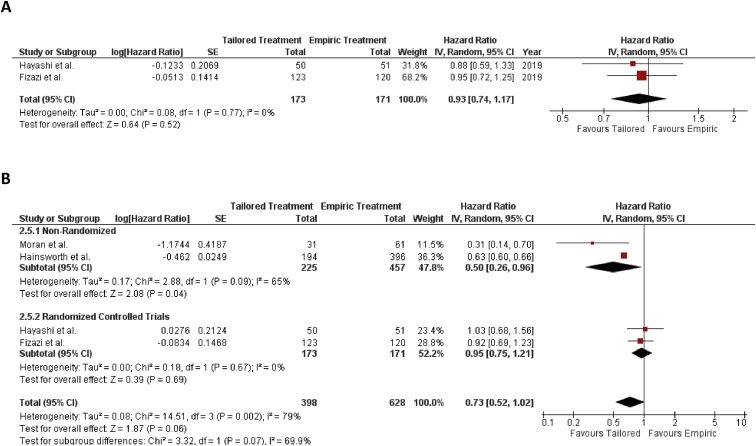 A
Tailored Treatment Empiric Treatment Hazard Ratio Hazard Ratio
Study or Subgroup log[Hazard Ratio] SE Total Total Weight IV, Random, 95% CI Year IV, Random, 95% CI
Hayashi et al. -0.1233 0.2069 50 51 31.8% 0.88 [0.59, 1.33] 2019
Fizazi et al. -0.0513 0.1414 123 120 68.2% 0.95 [0.72, 1.25] 2019
Total (95% CI) 173 171 100.0% 0.93 [0.74, 1.17]
Heterogeneity: Tau² = 0.00; Chi² = 0.08, df = 1 (P = 0.77); I² = 0%
Test for overall effect: Z = 0.64 (P = 0.52)
0.5 0.7 1 1.5 2
Favours Tailored Favours Empiric
B
Tailored Treatment Empiric Treatment Hazard Ratio Hazard Ratio
Study or Subgroup log[Hazard Ratio] SE Total Total Weight IV, Random, 95% CI IV, Random, 95% CI
2.5.1 Non-Randomized
Moran et al. -1.1744 0.4187 31 61 11.5% 0.31 [0.14, 0.70]
Hainsworth et al. -0.462 0.0249 194 396 36.3% 0.63 [0.60, 0.66]
Subtotal (95% CI) 225 457 47.8% 0.50 [0.26, 0.96]
Heterogeneity: Tau² = 0.17; Chi² = 2.88, df = 1 (P = 0.09); I² = 65%
Test for overall effect: Z = 2.08 (P = 0.04)
2.5.2 Randomized Controlled Trials
Hayashi et al. 0.0276 0.2124 50 51 23.4% 1.03 [0.68, 1.56]
Fizazi et al. -0.0834 0.1468 123 120 28.8% 0.92 [0.69, 1.23]
Subtotal (95% CI) 173 171 52.2% 0.95 [0.75, 1.21]
Heterogeneity: Tau² = 0.00; Chi² = 0.18, df = 1 (P = 0.67); I² = 0%
Test for overall effect: Z = 0.39 (P = 0.69)
Total (95% CI) 398 628 100.0% 0.73 [0.52, 1.02]
Heterogeneity: Tau² = 0.08; Chi² = 14.51, df = 3 (P = 0.002); I² = 79%
Test for overall effect: Z = 1.87 (P = 0.06)
Test for subgroup differences: Chi² = 3.32, df = 1 (P = 0.07), I² = 69.9%
0.1 0.2 0.5 1 2 5 10
Favours Tailored Favours Empiric